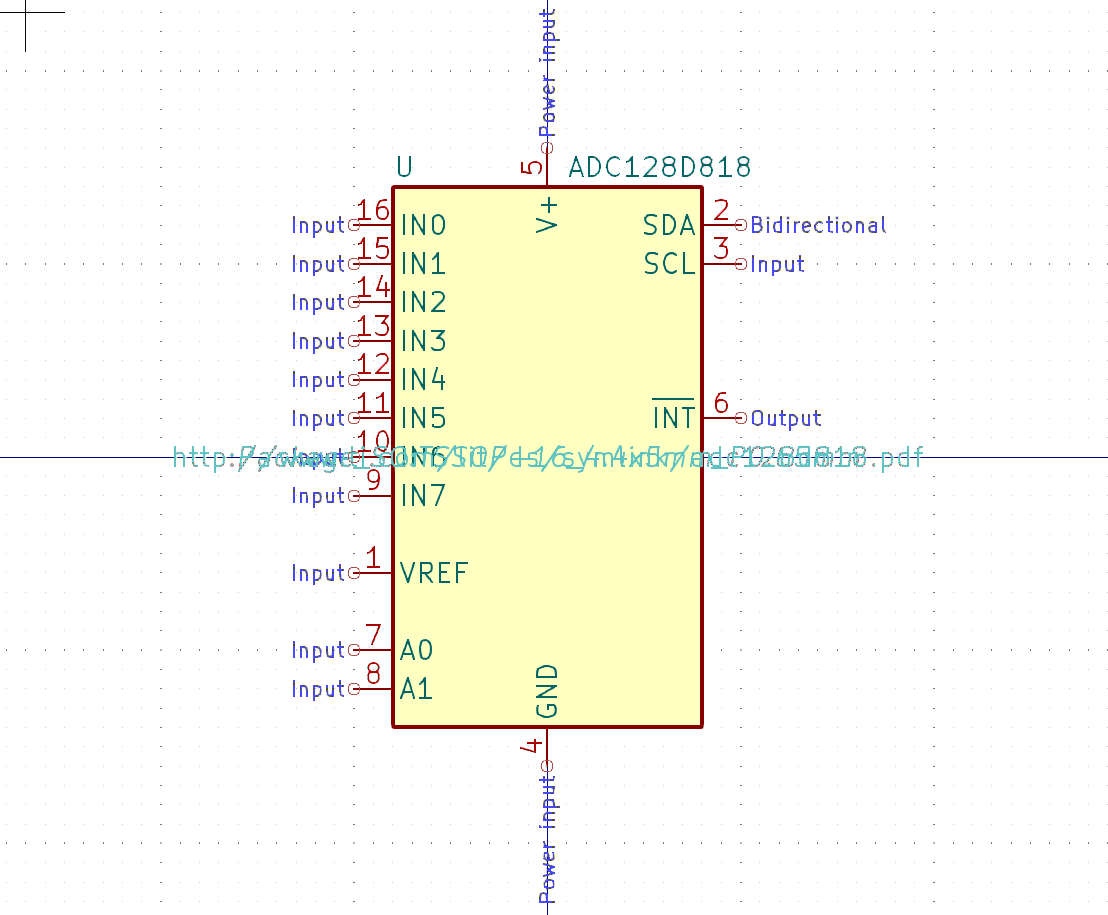 Power input
U 5 ADC128D818
V+
Input 16 IN0 SDA 2 Bidirectional
Input 15 IN1 SCL 3 Input
Input 14 IN2
Input 13 IN3
Input 12 IN4
Input 11 IN5 INT 6 Output
Input 10 IN6
Input 9 IN7
Input 1 VREF
Input 7 A0
Input 8 A1
GND
4
Power input